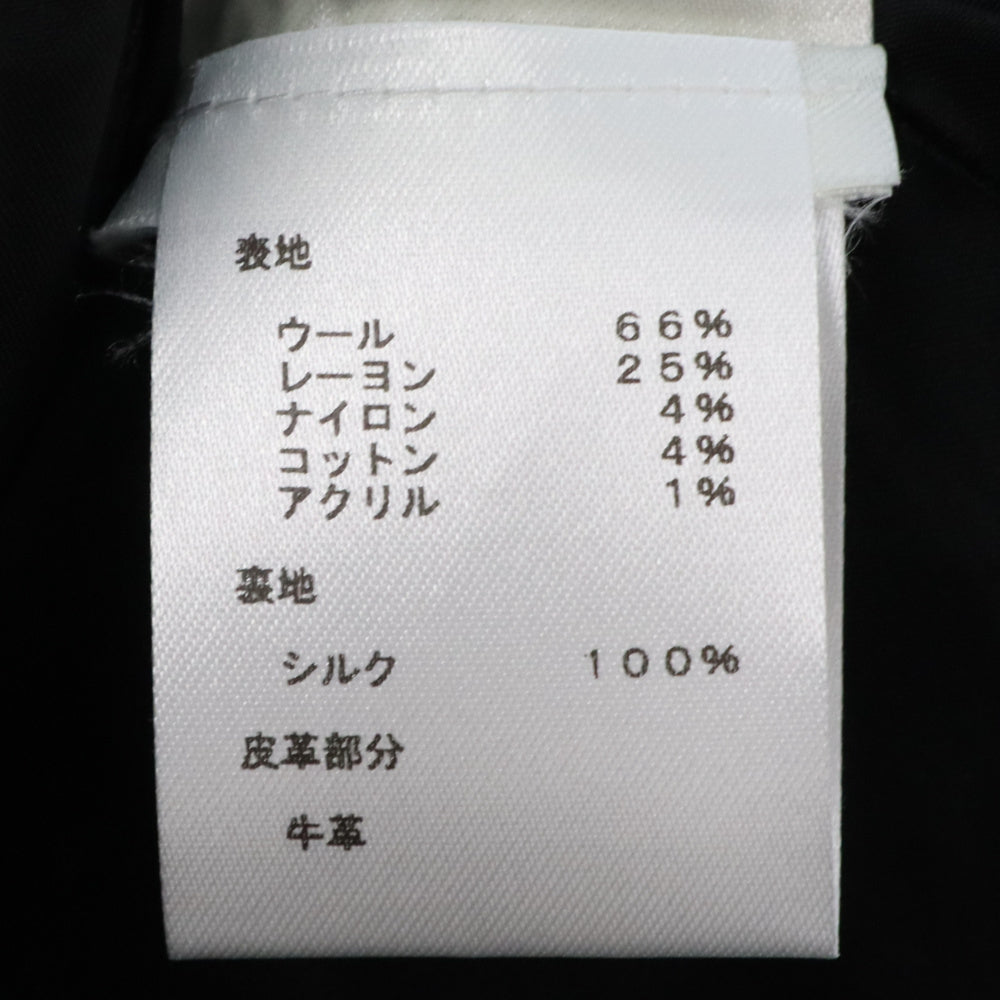 表地
ウール ６６％
レーヨン ２５％
ナイロン ４％
コットン ４％
アクリル １％
裏地
シルク １００％
皮革部分
牛革